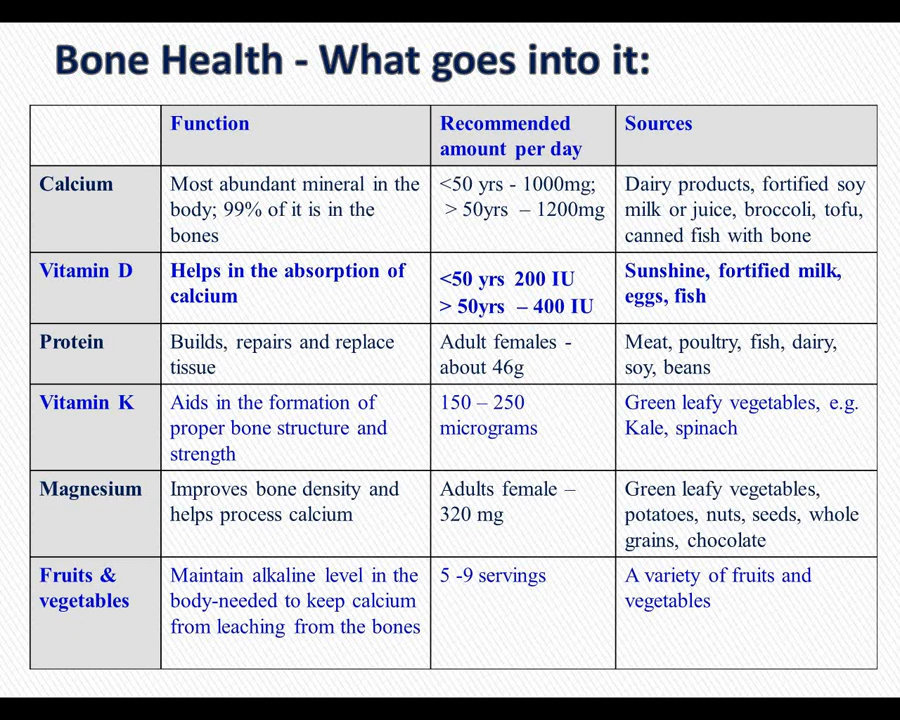 Bone Health - What goes into it:
Function
Recommended
amount per day
Sources
Calcium
Most abundant mineral in the
body; 99% of it is in the
bones
<50 yrs - 1000mg;
> 50yrs – 1200mg
Dairy products, fortified soy
milk or juice, broccoli, tofu,
canned fish with bone
Vitamin D
Helps in the absorption of
calcium
<50 yrs 200 IU
> 50yrs – 400 IU
Sunshine, fortified milk,
eggs, fish
Protein
Builds, repairs and replace
tissue
Adult females -
about 46g
Meat, poultry, fish, dairy,
soy, beans
Vitamin K
Aids in the formation of
proper bone structure and
strength
150 – 250
micrograms
Green leafy vegetables, e.g.
Kale, spinach
Magnesium
Improves bone density and
helps process calcium
Adults female –
320 mg
Green leafy vegetables,
potatoes, nuts, seeds, whole
grains, chocolate
Fruits &
vegetables
Maintain alkaline level in the
body-needed to keep calcium
from leaching from the bones
5 -9 servings
A variety of fruits and
vegetables